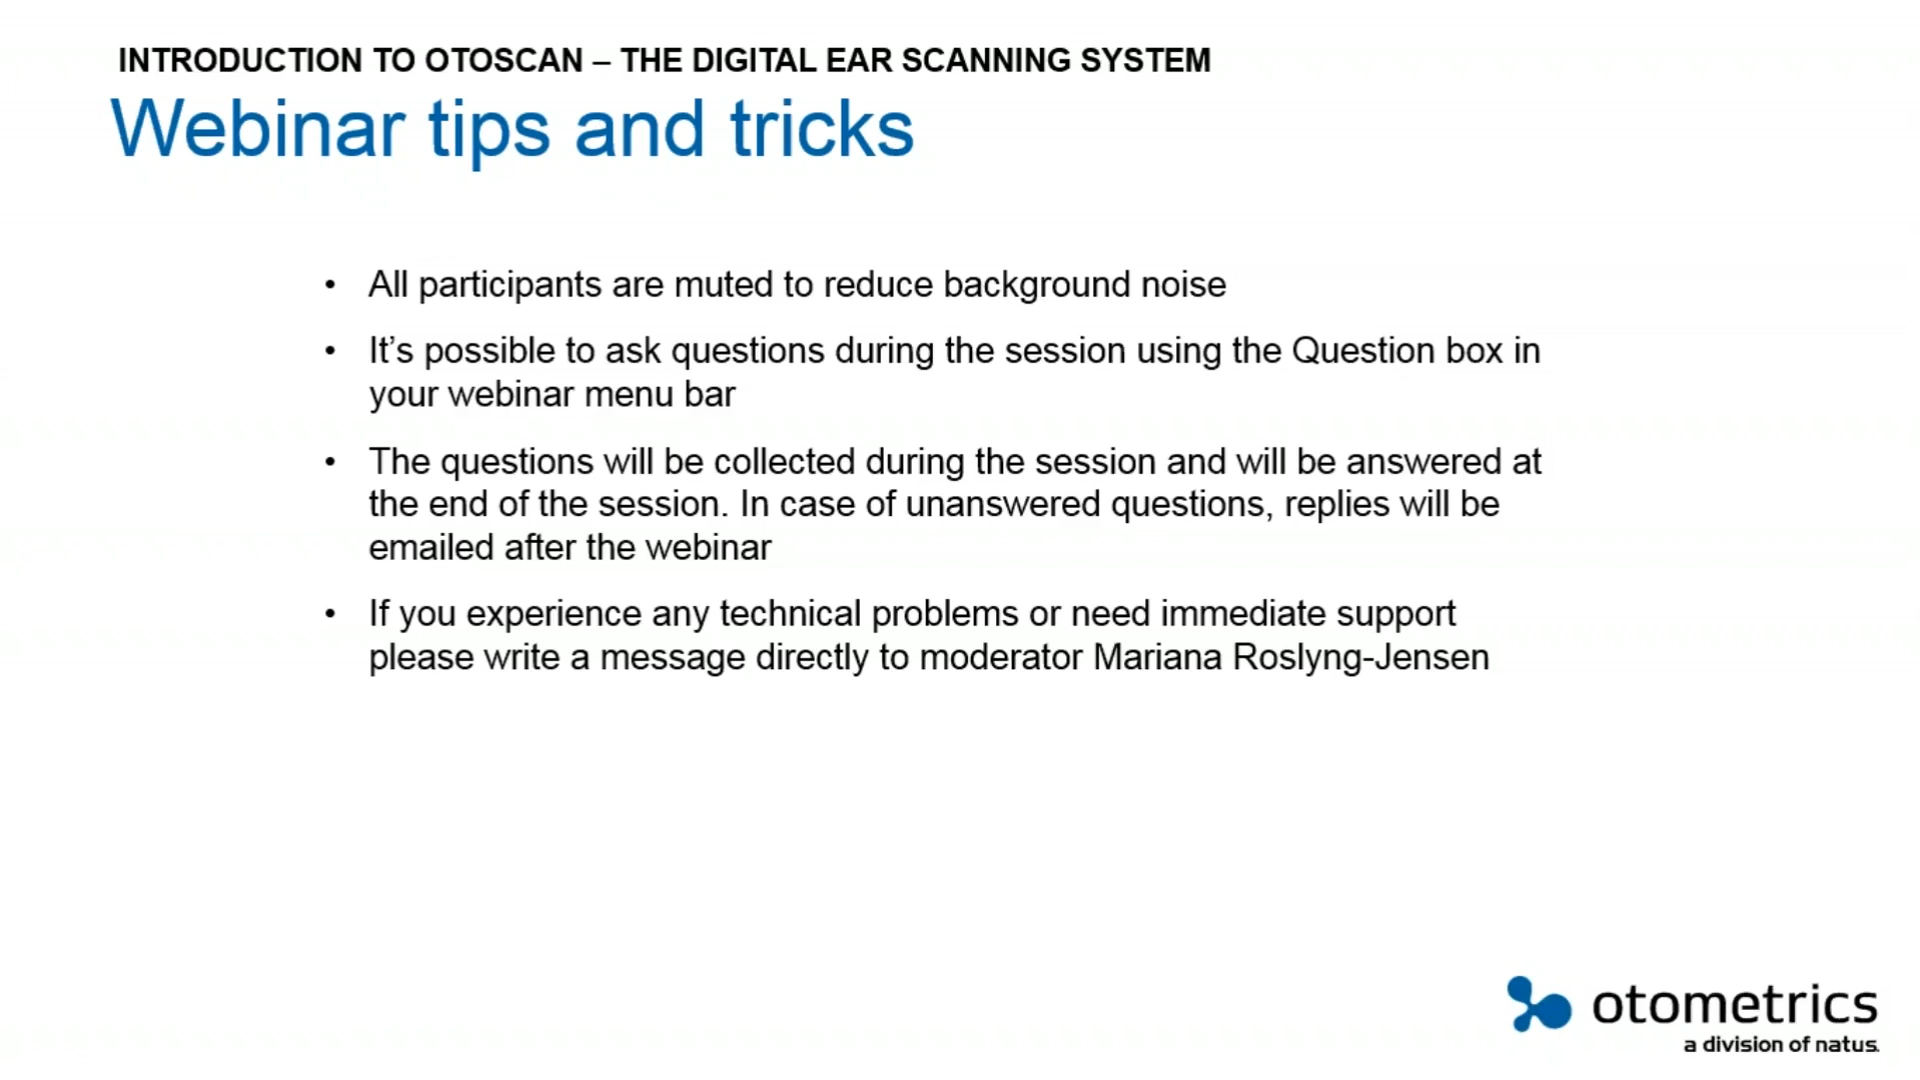 INTRODUCTION TO OTOSCAN – THE DIGITAL EAR SCANNING SYSTEM
Webinar tips and tricks
• All participants are muted to reduce background noise
• It’s possible to ask questions during the session using the Question box in
your webinar menu bar
• The questions will be collected during the session and will be answered at
the end of the session. In case of unanswered questions, replies will be
emailed after the webinar
• If you experience any technical problems or need immediate support
please write a message directly to moderator Mariana Roslyng-Jensen
otometrics
a division of natus.